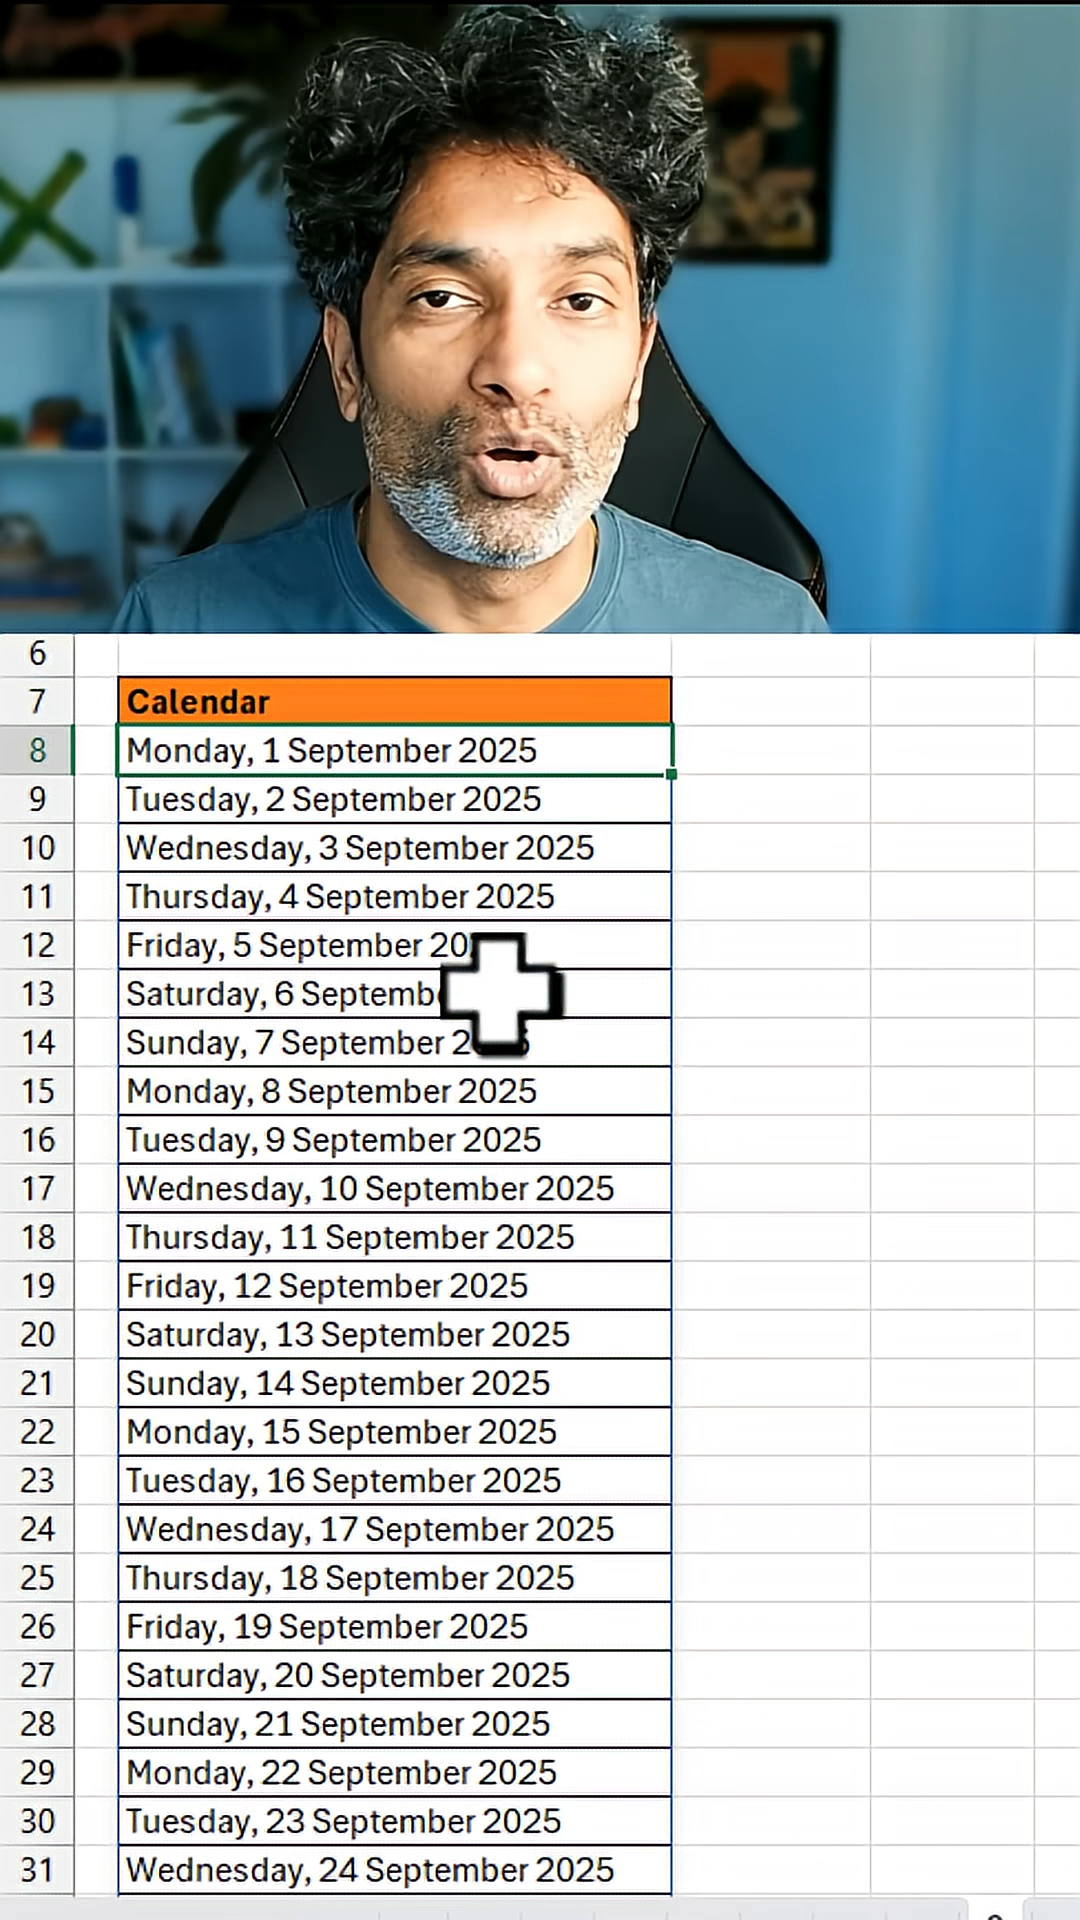 6
7 Calendar
8 Monday, 1 September 2025
9 Tuesday, 2 September 2025
10 Wednesday, 3 September 2025
11 Thursday, 4 September 2025
12 Friday, 5 September
13 Saturday, 6
14 Sunday, 7 September
15 Monday, 8 September 2025
16 Tuesday, 9 September 2025
17 Wednesday, 10 September 2025
18 Thursday, 11 September 2025
19 Friday, 12 September 2025
20 Saturday, 13 September 2025
21 Sunday, 14 September 2025
22 Monday, 15 September 2025
23 Tuesday, 16 September 2025
24 Wednesday, 17 September 2025
25 Thursday, 18 September 2025
26 Friday, 19 September 2025
27 Saturday, 20 September 2025
28 Sunday, 21 September 2025
29 Monday, 22 September 2025
30 Tuesday, 23 September 2025
31 Wednesday, 24 September 2025